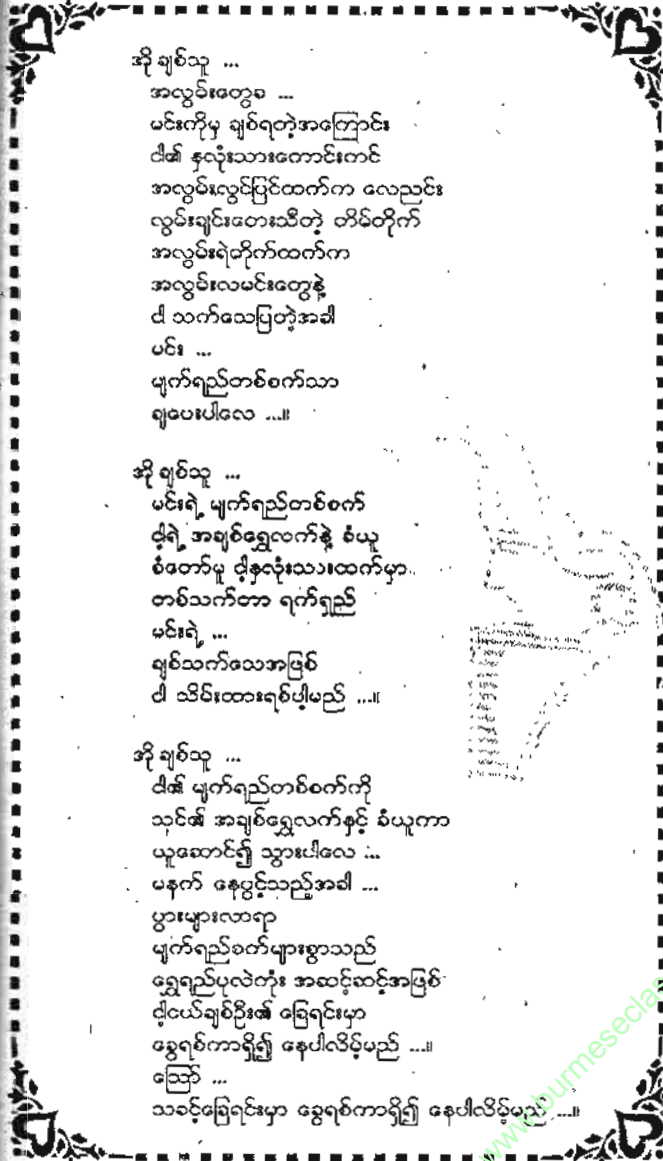 အို ချစ်သူ ...
အလွမ်းတွေခ ...
မင်းကိုမှ ချစ်ရတဲ့အကြောင်း
ငါ၏ နှလုံးသားကောင်းကင်
အလွမ်းလွင်ပြင်ထက်က လေညင်း
လွမ်းချင်းတေးသီတဲ့ တိမ်တိုက်
အလွမ်းရဲတိုက်ထက်က
အလွမ်းလမင်းတွေနဲ့
ငါ သက်သေပြတဲ့အခါ
မင်း ...
မျက်ရည်တစ်စက်သာ
ချပေးပါလေ ...။
အို ချစ်သူ ...
မင်းရဲ့ မျက်ရည်တစ်စက်
ငါ့ရဲ့ အချစ်ရွှေလက်နဲ့ ခံယူ
စံတော်မူ ငါ့နှလုံးသားထက်မှာ
တစ်သက်တာ ရက်ရှည်
မင်းရဲ့ ...
ချစ်သက်သေအဖြစ်
ငါ သိမ်းထားရစ်ပါ့မည် ...။
အို ချစ်သူ ...
ငါ၏ မျက်ရည်တစ်စက်ကို
သင်၏ အချစ်ရွှေလက်နှင့် ခံယူကာ
ယူဆောင်၍ သွားပါလေ ...
မနက် နေပွင့်သည့်အခါ ...
ပွားများလာရာ
မျက်ရည်စက်များစွာသည်
ရွှေရည်ပုလဲကုံး အဆင့်ဆင့်အဖြစ်
ငါ့ငယ်ချစ်ဦး၏ ခြေရင်းမှာ
ခွေရစ်ကာရှိ၍ နေပါလိမ့်မည် ...။
ဩော် ...
သခင့်ခြေရင်းမှာ ခွေရစ်ကာရှိ၍ နေပါလိမ့်မည် ...။